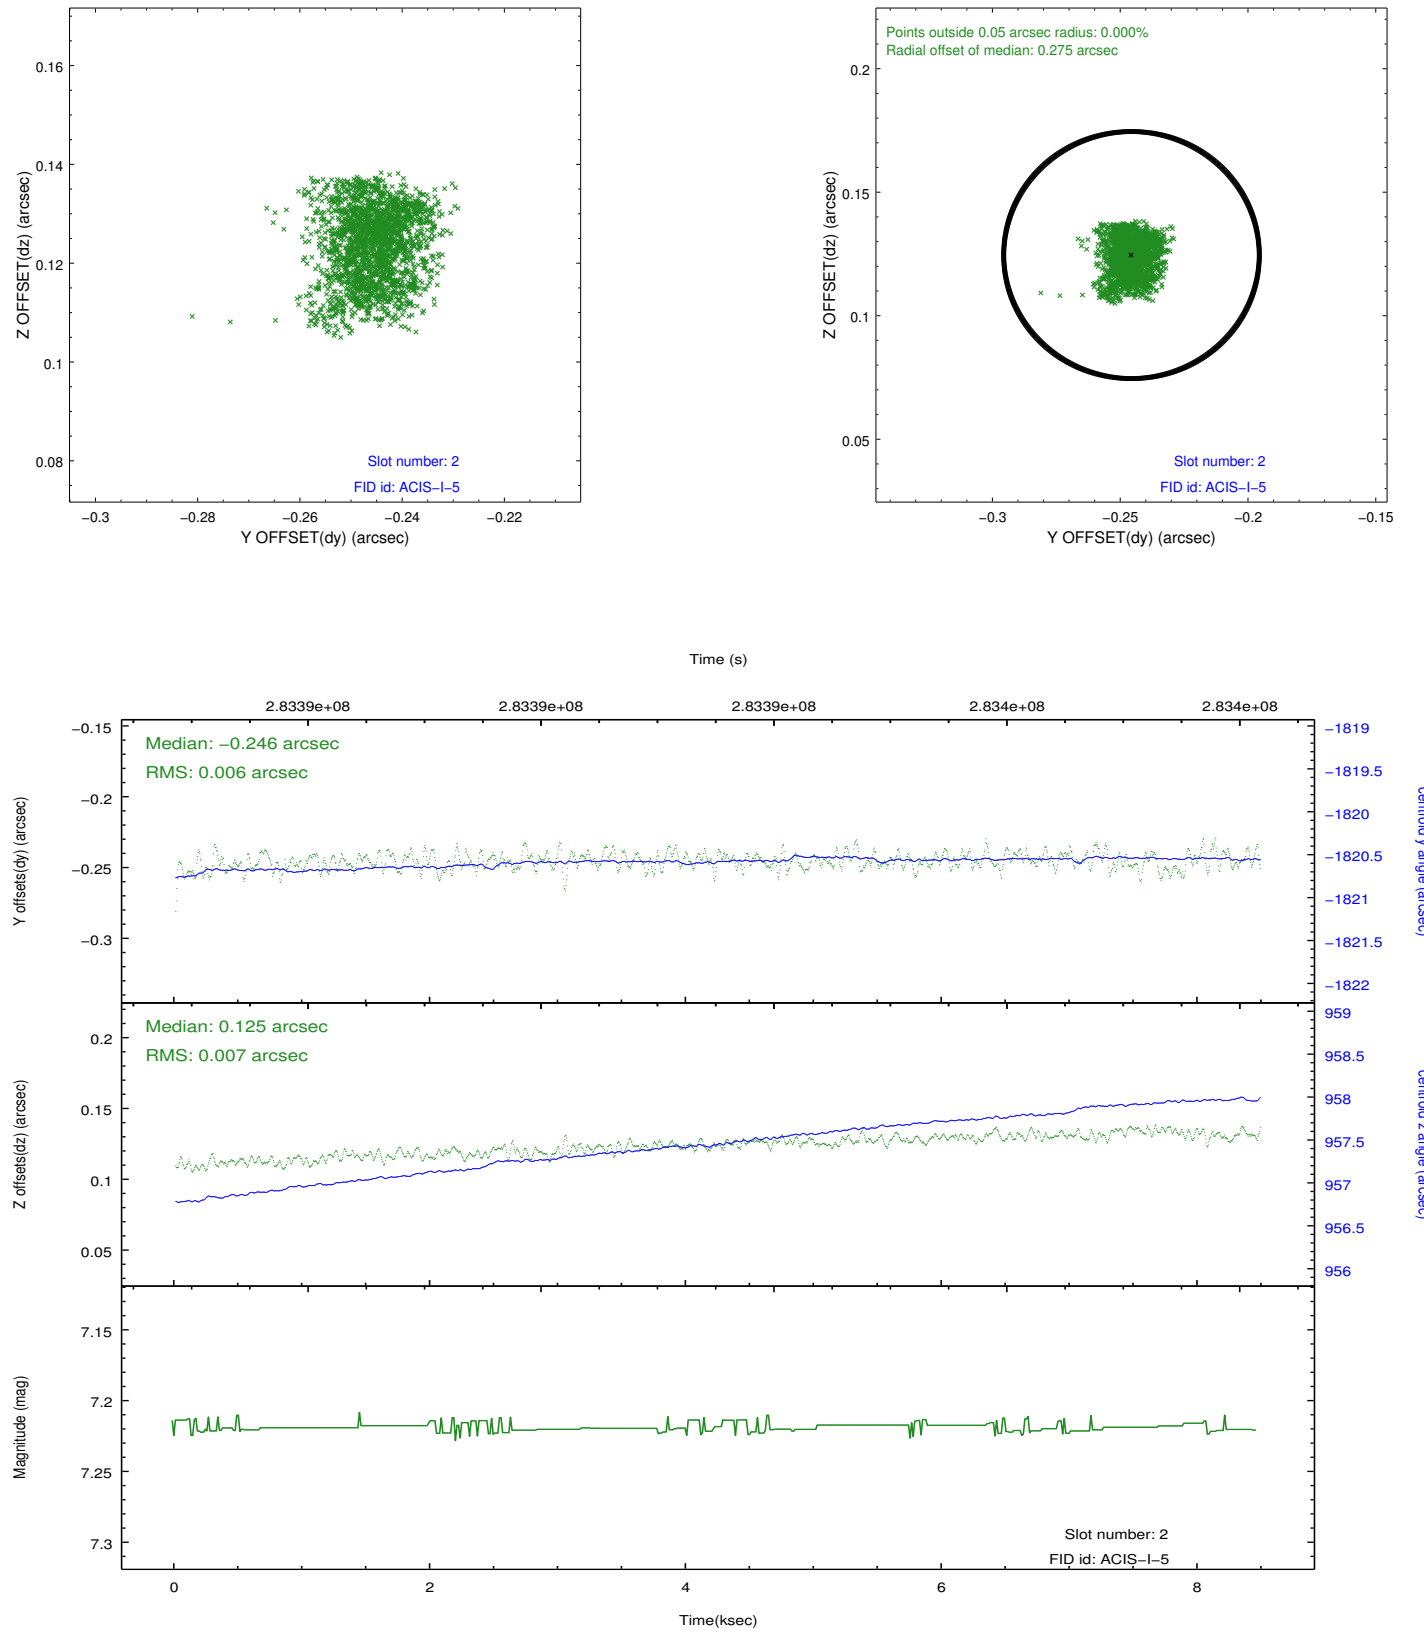 0.16
0.14
0.12
0.1
0.08
Z OFFSET(dz) (arcsec)
Slot number: 2
FID id: ACIS−I−5
−0.3
−0.28
−0.26
−0.24
−0.22
Y OFFSET(dy) (arcsec)
Points outside 0.05 arcsec radius: 0.000%
Radial offset of median: 0.275 arcsec
0.2
0.15
0.1
0.05
Z OFFSET(dz) (arcsec)
Slot number: 2
FID id: ACIS−I−5
−0.3
−0.25
−0.2
−0.15
Y OFFSET(dy) (arcsec)
Time (s)
2.8339e+08
2.8339e+08
2.8339e+08
2.834e+08
2.834e+08
Median: −0.246 arcsec
RMS: 0.006 arcsec
−0.15
−0.2
−0.25
−0.3
Y offsets(dy) (arcsec)
−1819
−1819.5
−1820
−1820.5
−1821
−1821.5
−1822
centroid y angle (arcsec)
Median: 0.125 arcsec
RMS: 0.007 arcsec
0.2
0.15
0.1
0.05
Z offsets(dz) (arcsec)
959
958.5
958
957.5
957
956.5
956
centroid z angle (arcsec)
7.15
7.2
7.25
7.3
Magnitude (mag)
Slot number: 2
FID id: ACIS−I−5
0
2
4
6
8
Time(ksec)